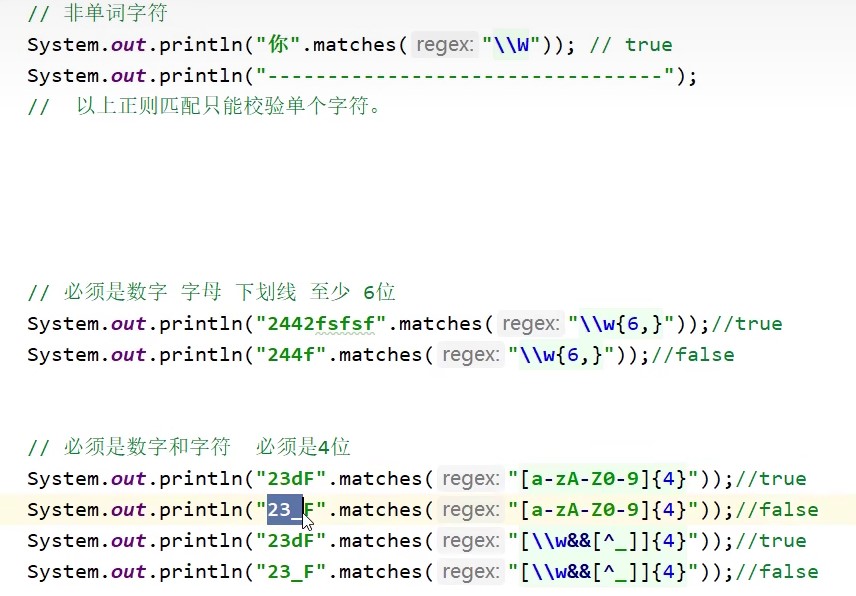 // 非单词字符
System.out.println("你".matches( regex: "\\W")); // true
System.out.println("---------------------------------");
// 以上正则匹配只能校验单个字符。
// 必须是数字 字母 下划线 至少 6位
System.out.println("2442fsfsf".matches( regex: "\\w{6,}"));//true
System.out.println("244f".matches( regex: "\\w{6,}"));//false
// 必须是数字和字符 必须是4位
System.out.println("23dF".matches( regex: "[a-zA-Z0-9]{4}"));//true
System.out.println("23_F".matches( regex: "[a-zA-Z0-9]{4}"));//false
System.out.println("23dF".matches( regex: "[\\w&&[^_]]{4}"));//true
System.out.println("23_F".matches( regex: "[\\w&&[^_]]{4}"));//false